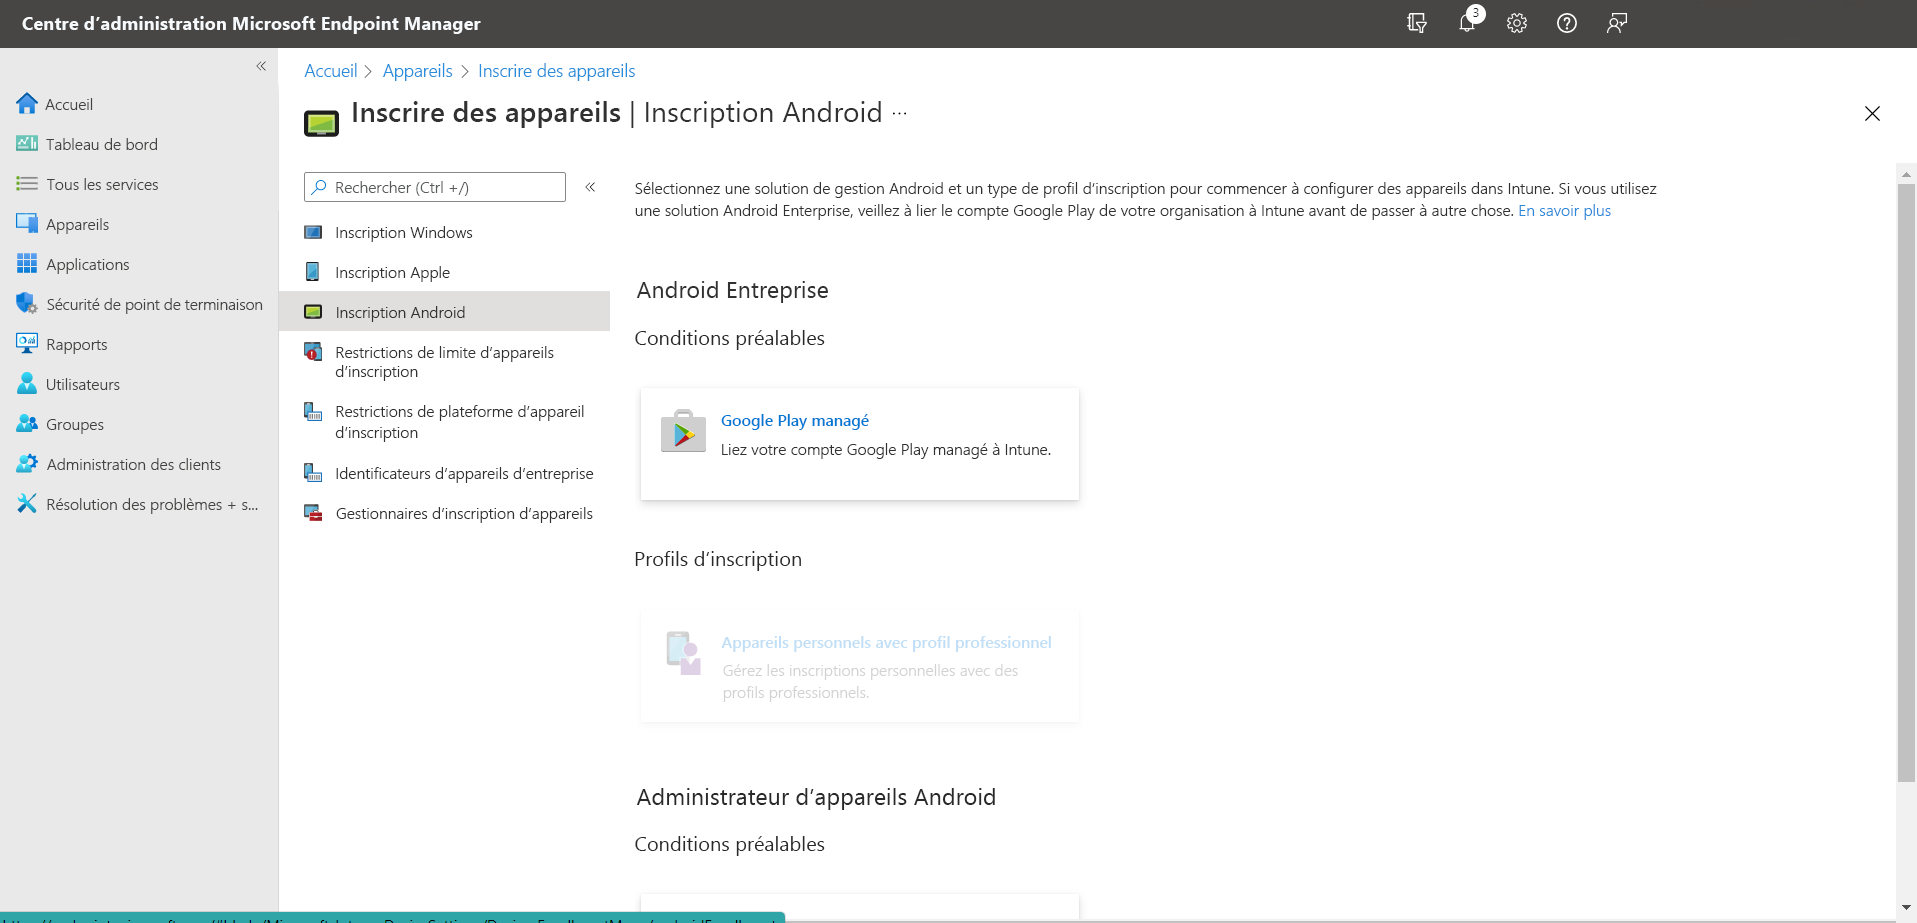 Centre d’administration Microsoft Endpoint Manager
3
Accueil
Tableau de bord
Tous les services
Appareils
Applications
Sécurité de point de terminaison
Rapports
Utilisateurs
Groupes
Administration des clients
Résolution des problèmes + s...
Accueil > Appareils > Inscrire des appareils
Inscrire des appareils | Inscription Android ...
Rechercher (Ctrl +/)
Inscription Windows
Inscription Apple
Inscription Android
Restrictions de limite d’appareils
d’inscription
Restrictions de plateforme d’appareil
d’inscription
Identificateurs d’appareils d’entreprise
Gestionnaires d’inscription d’appareils
Sélectionnez une solution de gestion Android et un type de profil d’inscription pour commencer à configurer des appareils dans Intune. Si vous utilisez
une solution Android Enterprise, veillez à lier le compte Google Play de votre organisation à Intune avant de passer à autre chose. En savoir plus
Android Entreprise
Conditions préalables
Google Play managé
Liez votre compte Google Play managé à Intune.
Profils d’inscription
Appareils personnels avec profil professionnel
Gérez les inscriptions personnelles avec des
profils professionnels.
Administrateur d’appareils Android
Conditions préalables